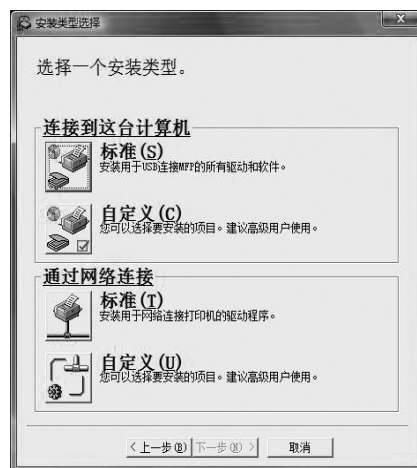 安装类型选择
选择一个安装类型。
连接到这台计算机
标准(S)
安装用于USB连接MFP的所有驱动和软件。
自定义(C)
您可以选择要安装的项目。建议高级用户使用。
通过网络连接
标准(T)
安装用于网络连接打印机的驱动程序。
自定义(U)
您可以选择要安装的项目。建议高级用户使用。
<上一步(B) 下一步(N)> 取消